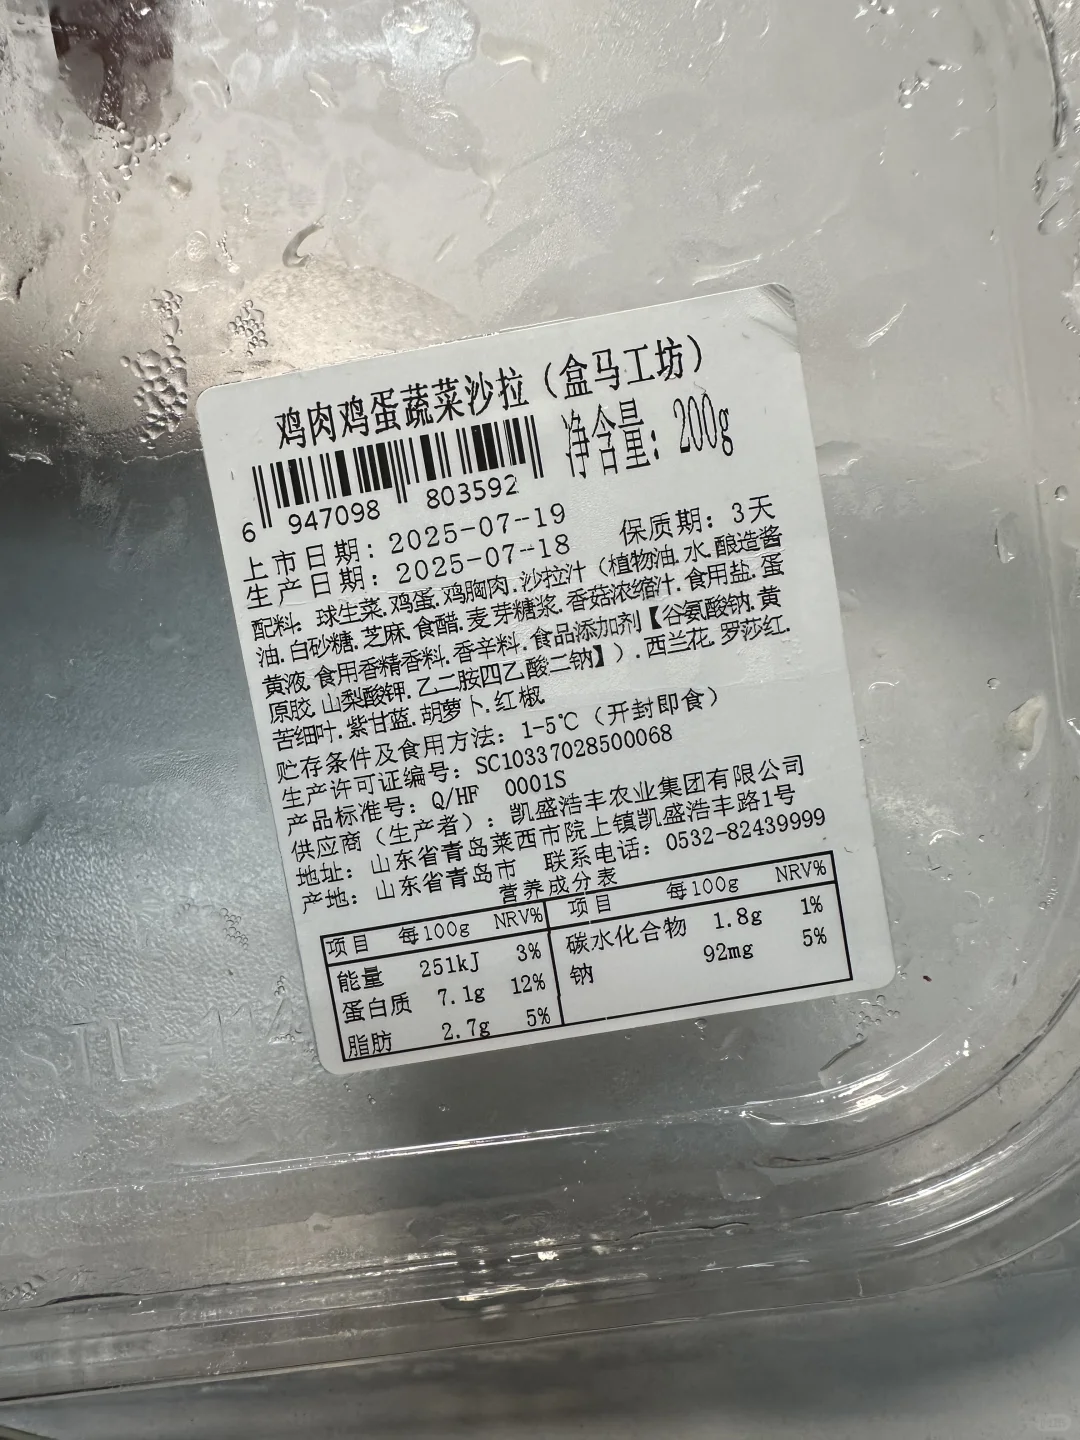 鸡肉鸡蛋蔬菜沙拉（盒马工坊）
净含量：200g
6 947098 803592
上市日期：2025-07-19
生产日期：2025-07-18 保质期：3天
配料：球生菜.鸡蛋.鸡胸肉.沙拉汁（植物油.水.酿造酱
油.白砂糖.芝麻.食醋.麦芽糖浆.香菇浓缩汁.食用盐.蛋
黄液.食用香精香料.香辛料.食品添加剂【谷氨酸钠.黄
原胶.山梨酸钾.乙二胺四乙酸二钠】）.西兰花.罗莎红.
苦细叶.紫甘蓝.胡萝卜.红椒
贮存条件及食用方法：1-5℃（开封即食）
生产许可证编号：SC10337028500068
产品标准号：Q/HF 0001S
供应商（生产者）：凯盛浩丰农业集团有限公司
地址：山东省青岛莱西市院上镇凯盛浩丰路1号
产地：山东省青岛市 联系电话：0532-82439999
营养成分表
项目 每100g NRV% 项目 每100g NRV%
能量 251kJ 3% 碳水化合物 1.8g 1%
蛋白质 7.1g 12% 钠 92mg 5%
脂肪 2.7g 5%